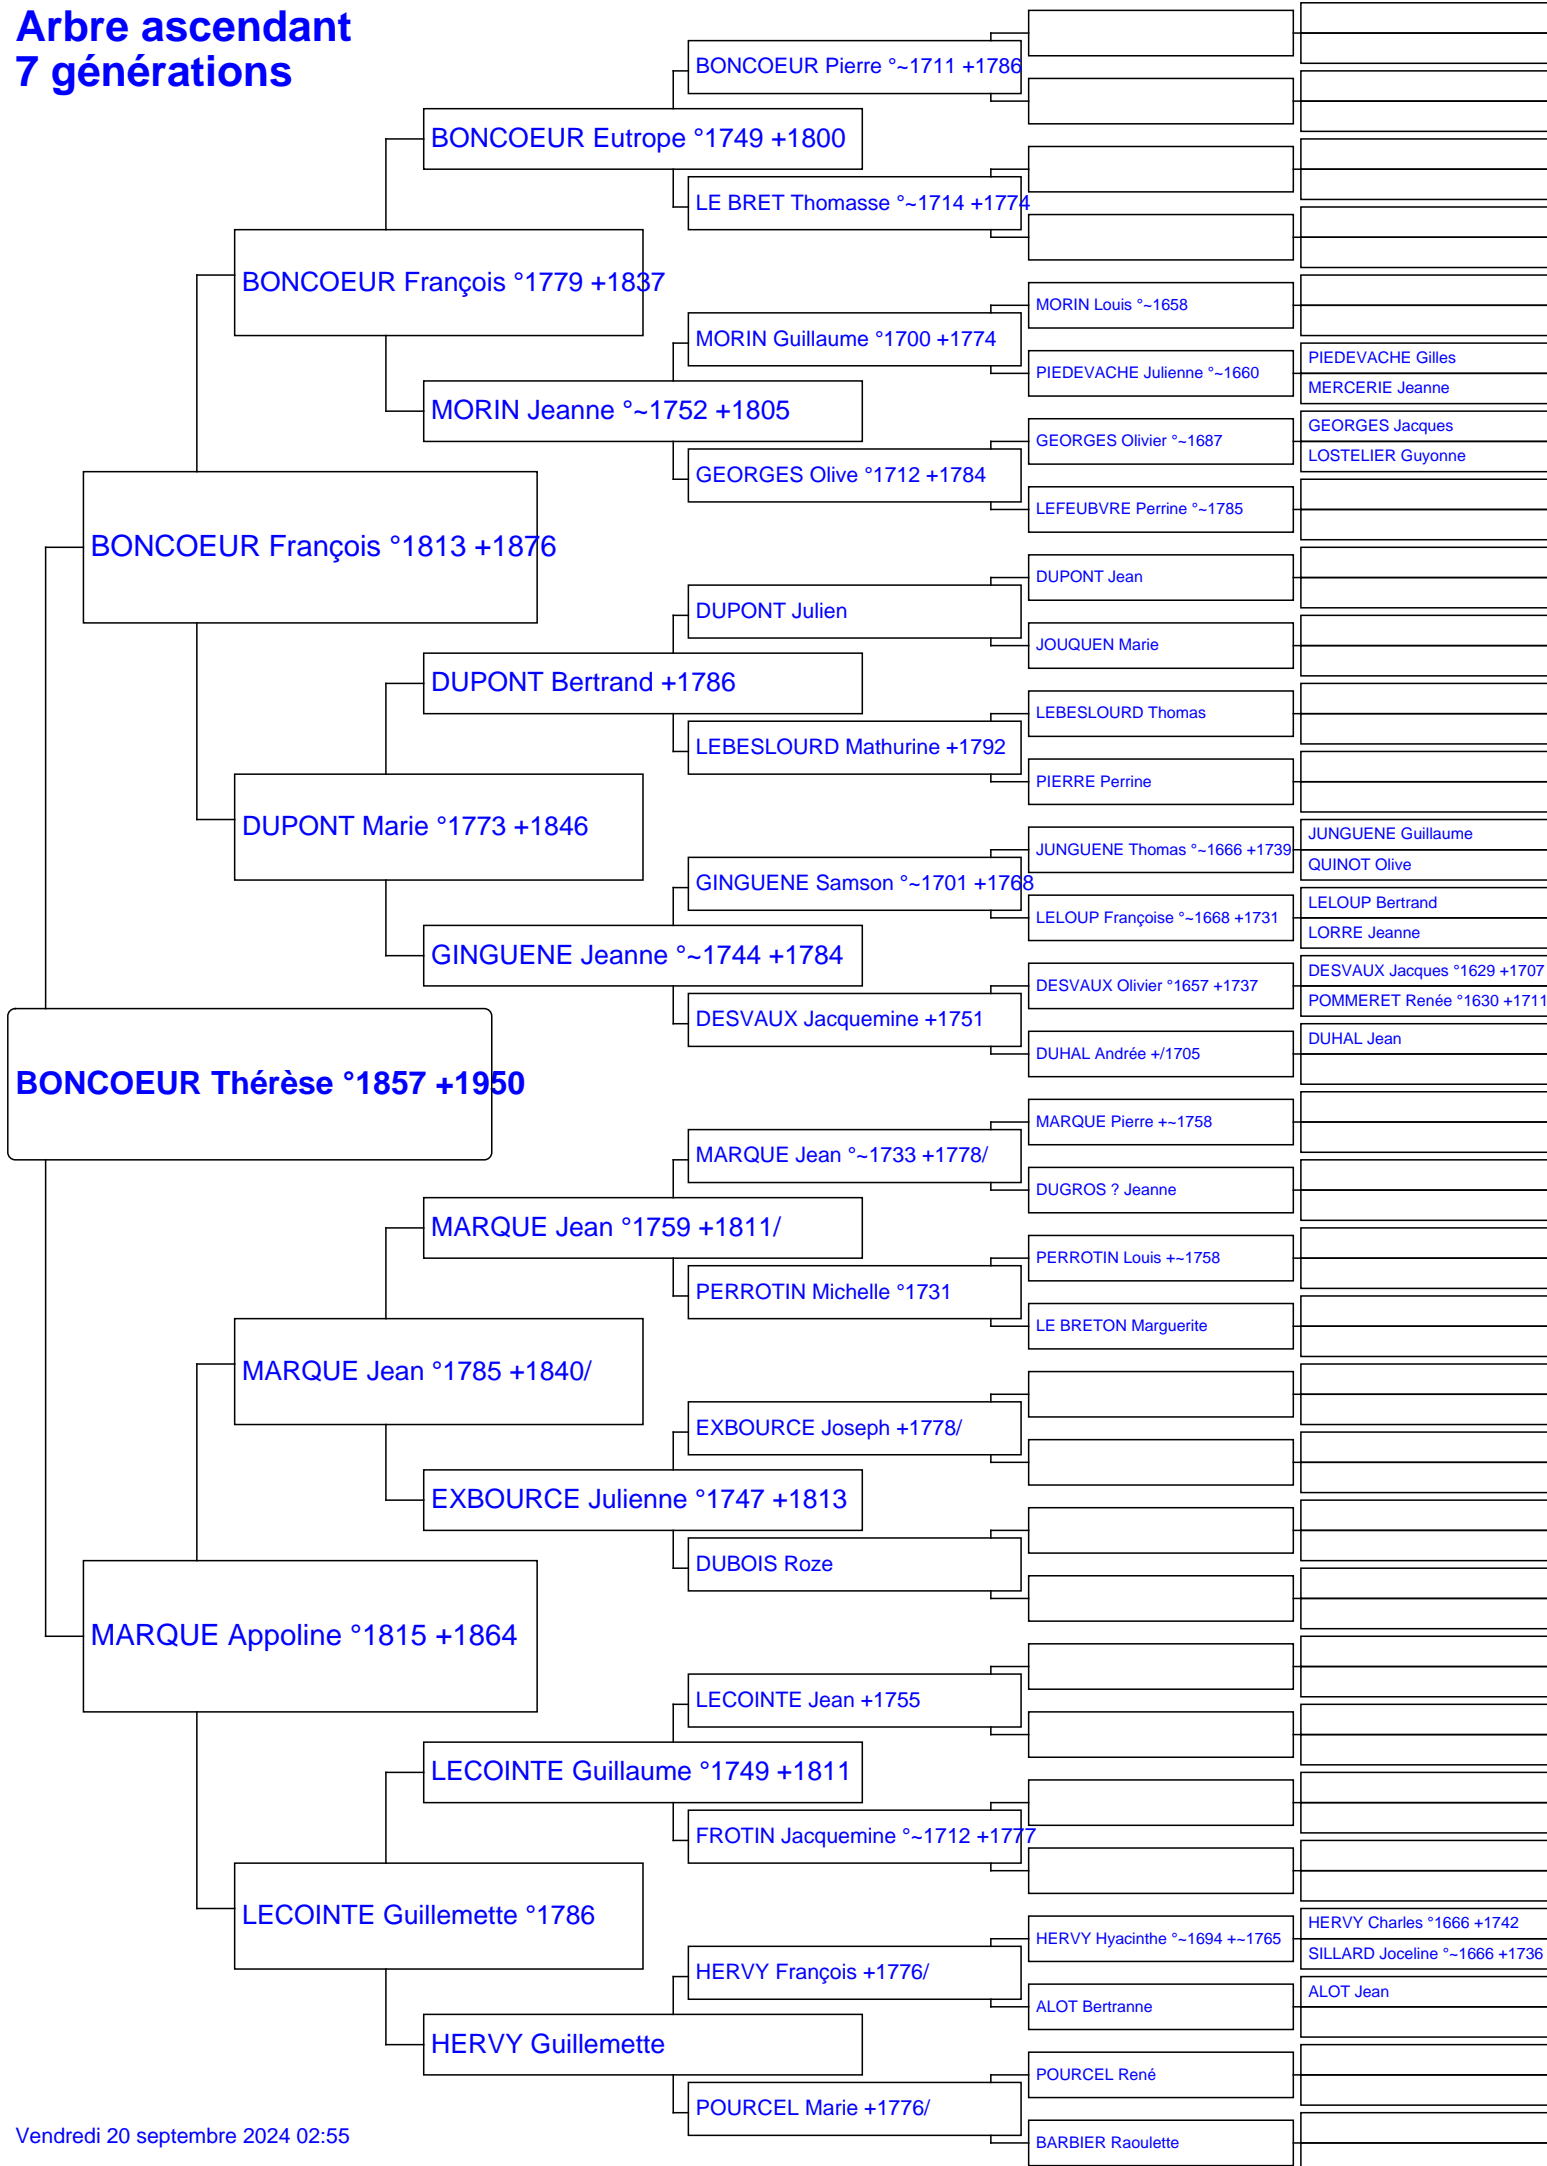 Arbre ascendant
7 générations
BONCOEUR Thérèse °1857 +1950
BONCOEUR François °1813 +1876
MARQUE Appoline °1815 +1864
BONCOEUR François °1779 +1837
DUPONT Marie °1773 +1846
MARQUE Jean °1785 +1840/
LECOINTE Guillemette °1786
BONCOEUR Eutrope °1749 +1800
MORIN Jeanne °~1752 +1805
DUPONT Bertrand +1786
GINGUENE Jeanne °~1744 +1784
MARQUE Jean °1759 +1811/
EXBOURCE Julienne °1747 +1813
LECOINTE Guillaume °1749 +1811
HERVY Guillemette
BONCOEUR Pierre °~1711 +1786
LE BRET Thomasse °~1714 +1774
MORIN Guillaume °1700 +1774
GEORGES Olive °1712 +1784
DUPONT Julien
LEBESLOURD Mathurine +1792
GINGUENE Samson °~1701 +1768
DESVAUX Jacquemine +1751
MARQUE Jean °~1733 +1778/
PERROTIN Michelle °1731
EXBOURCE Joseph +1778/
DUBOIS Roze
LECOINTE Jean +1755
FROTIN Jacquemine °~1712 +1777
HERVY François +1776/
POURCEL Marie +1776/
MORIN Louis °~1658
PIEDEVACHE Julienne °~1660
GEORGES Olivier °~1687
LEFEUBVRE Perrine °~1785
DUPONT Jean
JOUQUEN Marie
LEBESLOURD Thomas
PIERRE Perrine
JUNGUENE Thomas °~1666 +1739
LELOUP Françoise °~1668 +1731
DESVAUX Olivier °1657 +1737
DUHAL Andrée +/1705
MARQUE Pierre +~1758
DUGROS ? Jeanne
PERROTIN Louis +~1758
LE BRETON Marguerite
HERVY Hyacinthe °~1694 +~1765
ALOT Bertranne
POURCEL René
BARBIER Raoulette
PIEDEVACHE Gilles
MERCERIE Jeanne
GEORGES Jacques
LOSTELIER Guyonne
JUNGUENE Guillaume
QUINOT Olive
LELOUP Bertrand
LORRE Jeanne
DESVAUX Jacques °1629 +1707
POMMERET Renée °1630 +1711
DUHAL Jean
HERVY Charles °1666 +1742
SILLARD Joceline °~1666 +1736
ALOT Jean
Vendredi 20 septembre 2024 02:55